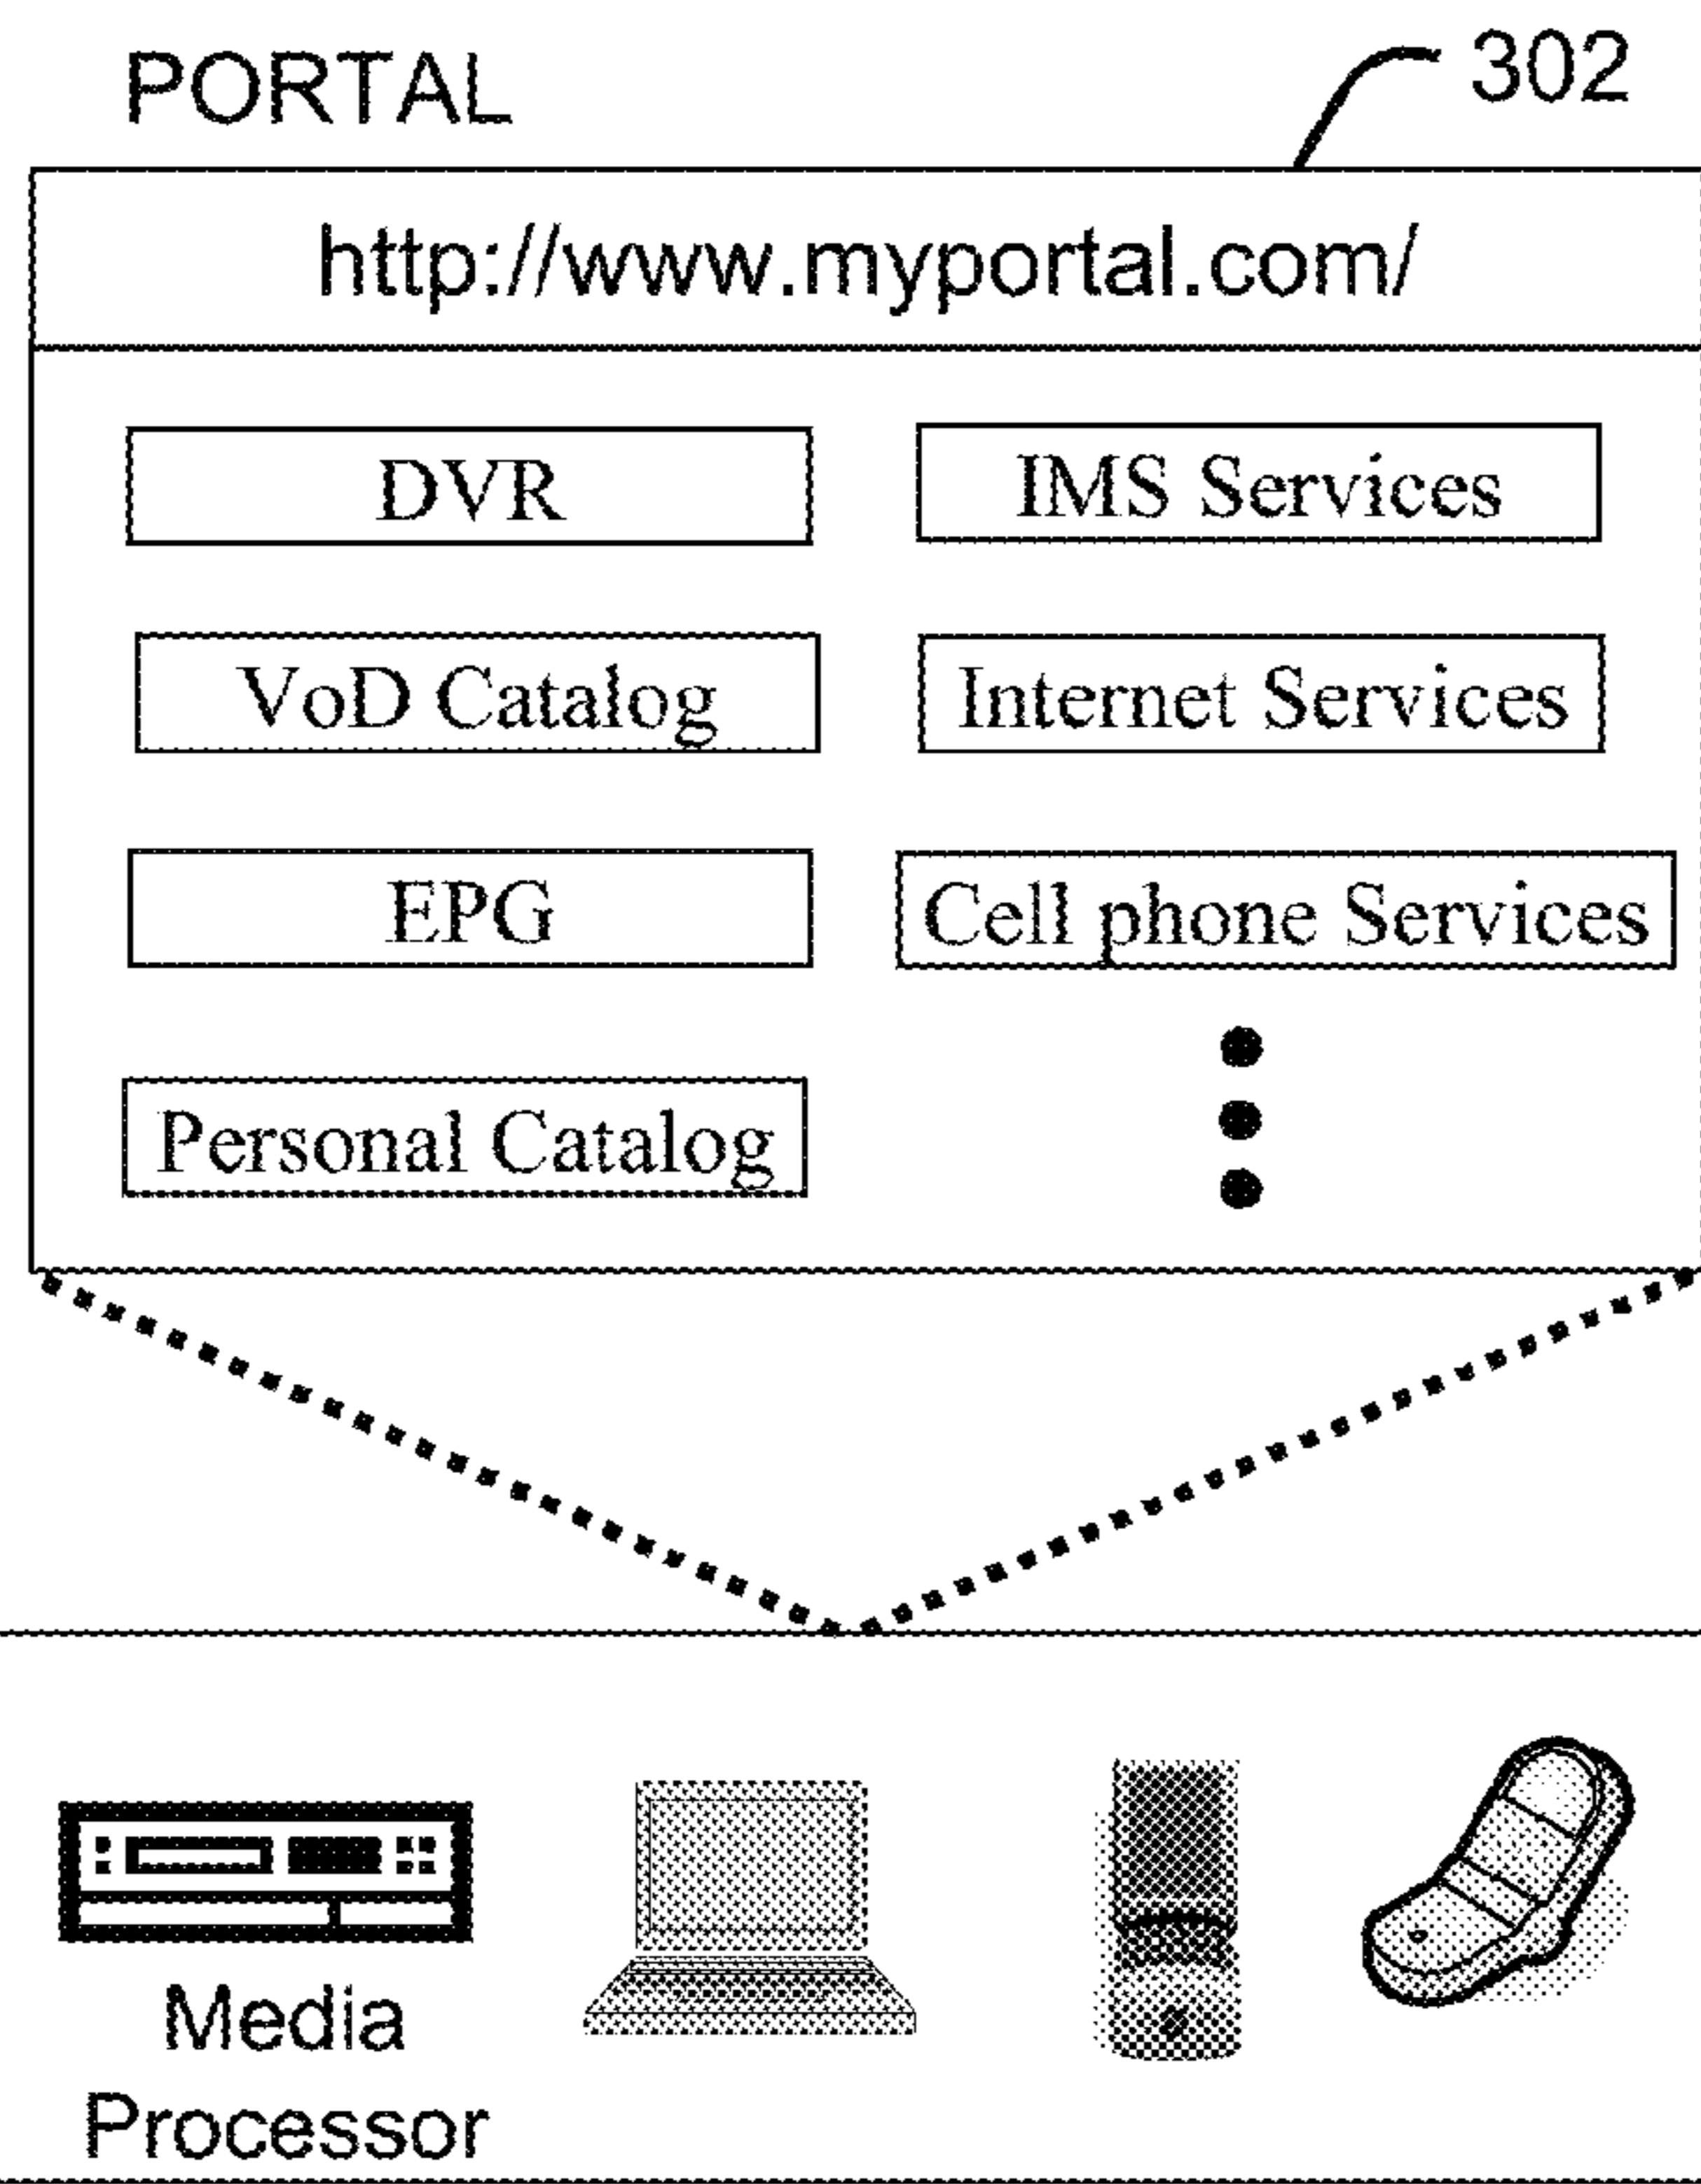 PORTAL
302
http://www.myportal.com/
DVR
IMS Services
VoD Catalog
Internet Services
EPG
Cell phone Services
Personal Catalog
Media
Processor